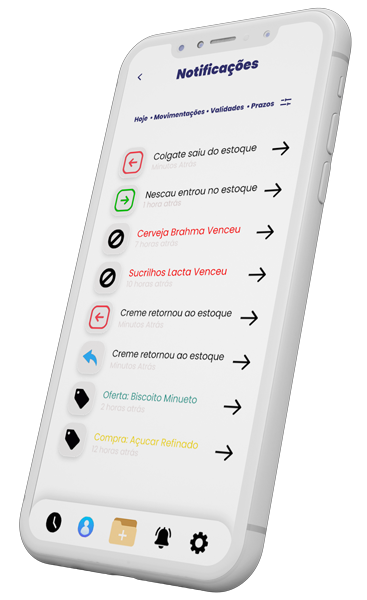 Notificações
Hoje • Movimentações • Validades • Prazos
Colgate saiu do estoque
Minutos Atrás
Nescau entrou no estoque
1 hora atrás
Cerveja Brahma Venceu
7 horas atrás
Sucrilhos Lacta Venceu
10 horas atrás
Creme retornou ao estoque
Minutos Atrás
Creme retornou ao estoque
Minutos Atrás
Oferta: Biscoito Minueto
2 horas atrás
Compra: Açucar Refinado
12 horas atrás